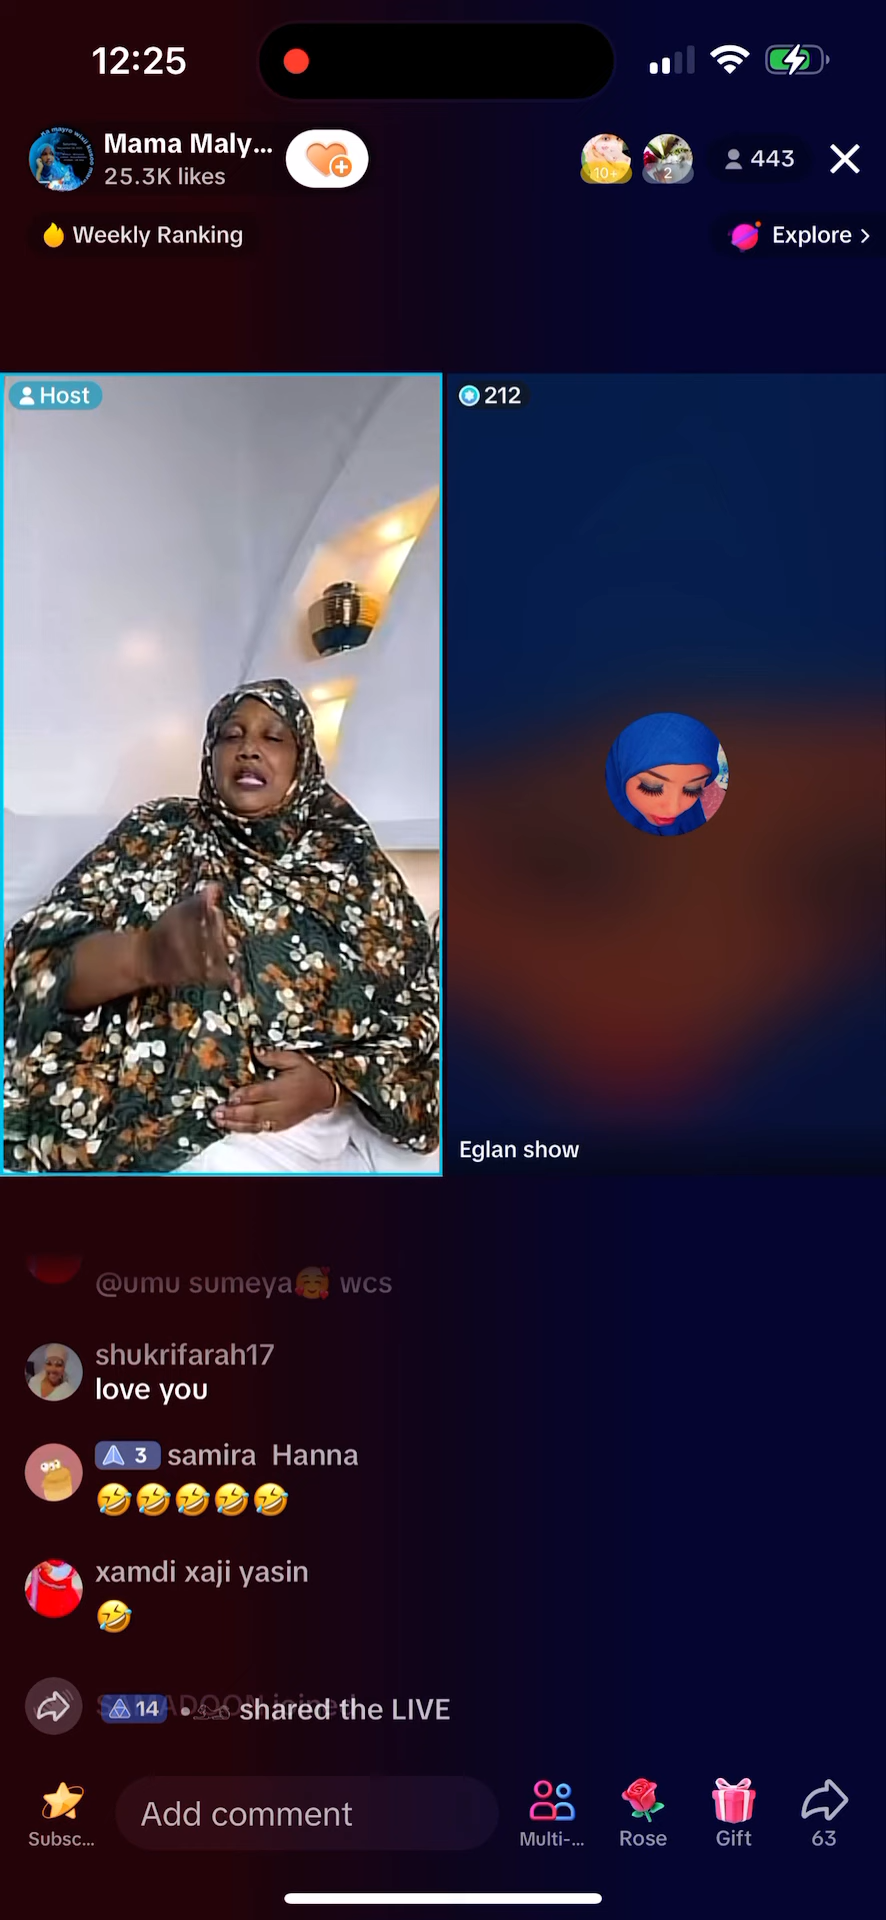 12:25
Mama Maly...
25.3K likes
10+
2
443
Weekly Ranking
Explore >
Host
212
Eglan show
@umu sumeya🥰 wcs
shukrifarah17
love you
3 samira Hanna
🤣🤣🤣🤣🤣
xamdi xaji yasin
🤣
14 shared the LIVE
Subsc...
Add comment
Multi-...
Rose
Gift
63